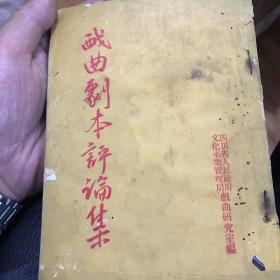 戏曲劇本評論集
四川省人民政府
文化事業管理局
戲曲研究室編